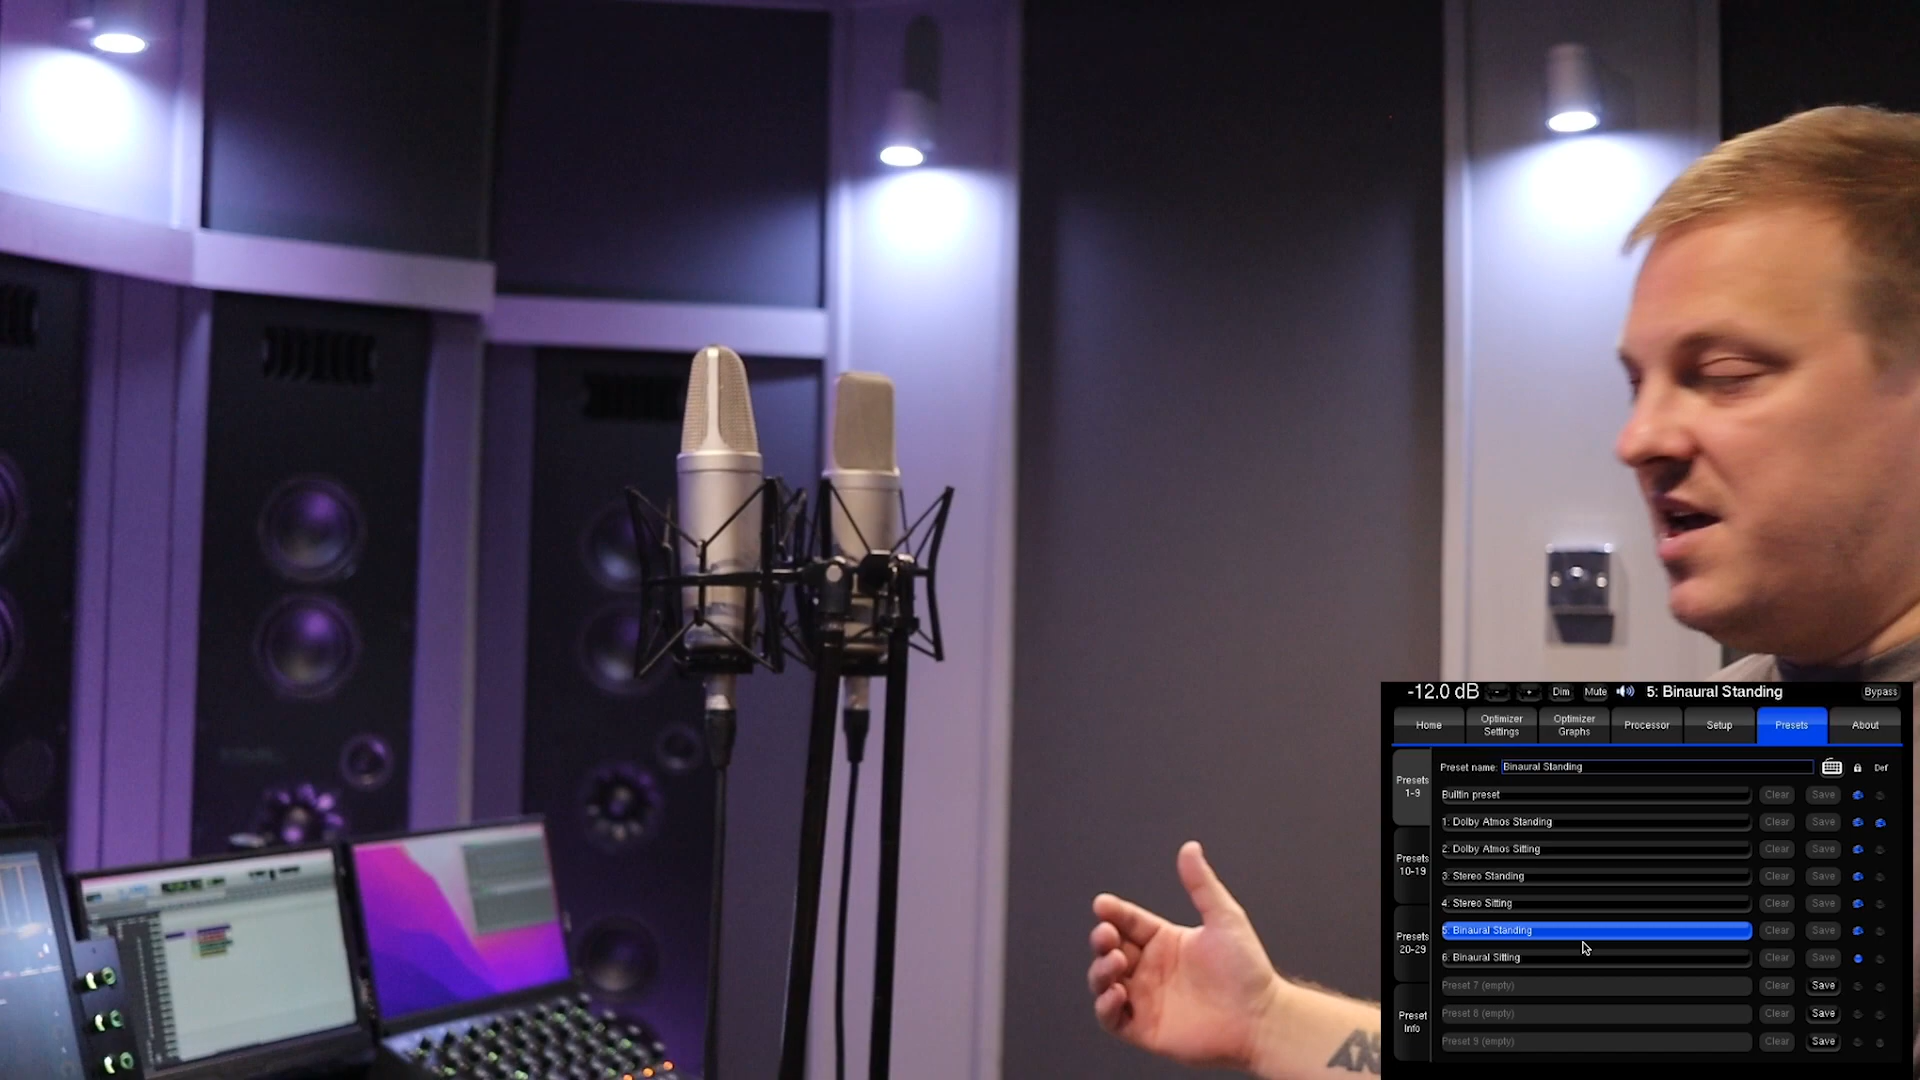 -12.0 dB - + Dim Mute 5: Binaural Standing Bypass
Home Optimizer Settings Optimizer Graphs Processor Setup Presets About
Presets 1-9
Presets 10-19
Presets 20-29
Preset Info
Preset name: Binaural Standing Def
Builtin preset Clear Save
1: Dolby Atmos Standing Clear Save
2: Dolby Atmos Sitting Clear Save
3: Stereo Standing Clear Save
4: Stereo Sitting Clear Save
5: Binaural Standing Clear Save
6: Binaural Sitting Clear Save
Preset 7 (empty) Clear Save
Preset 8 (empty) Clear Save
Preset 9 (empty) Clear Save